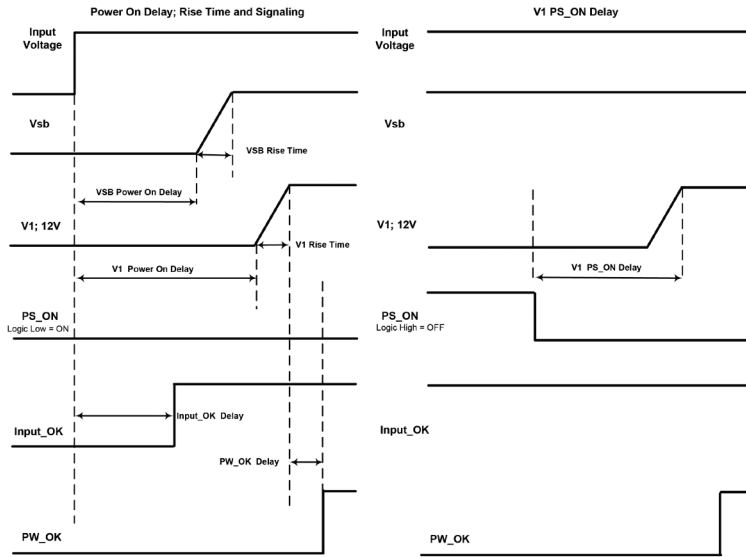 Power On Delay; Rise Time and Signaling
Input
Voltage
Vsb
VSB Rise Time
VSB Power On Delay
V1; 12V
V1 Rise Time
V1 Power On Delay
PS_ON
Logic Low = ON
Input_OK Delay
Input_OK
PW_OK Delay
PW_OK
V1 PS_ON Delay
Input
Voltage
Vsb
V1; 12V
V1 PS_ON Delay
PS_ON
Logic High = OFF
Input_OK
PW_OK